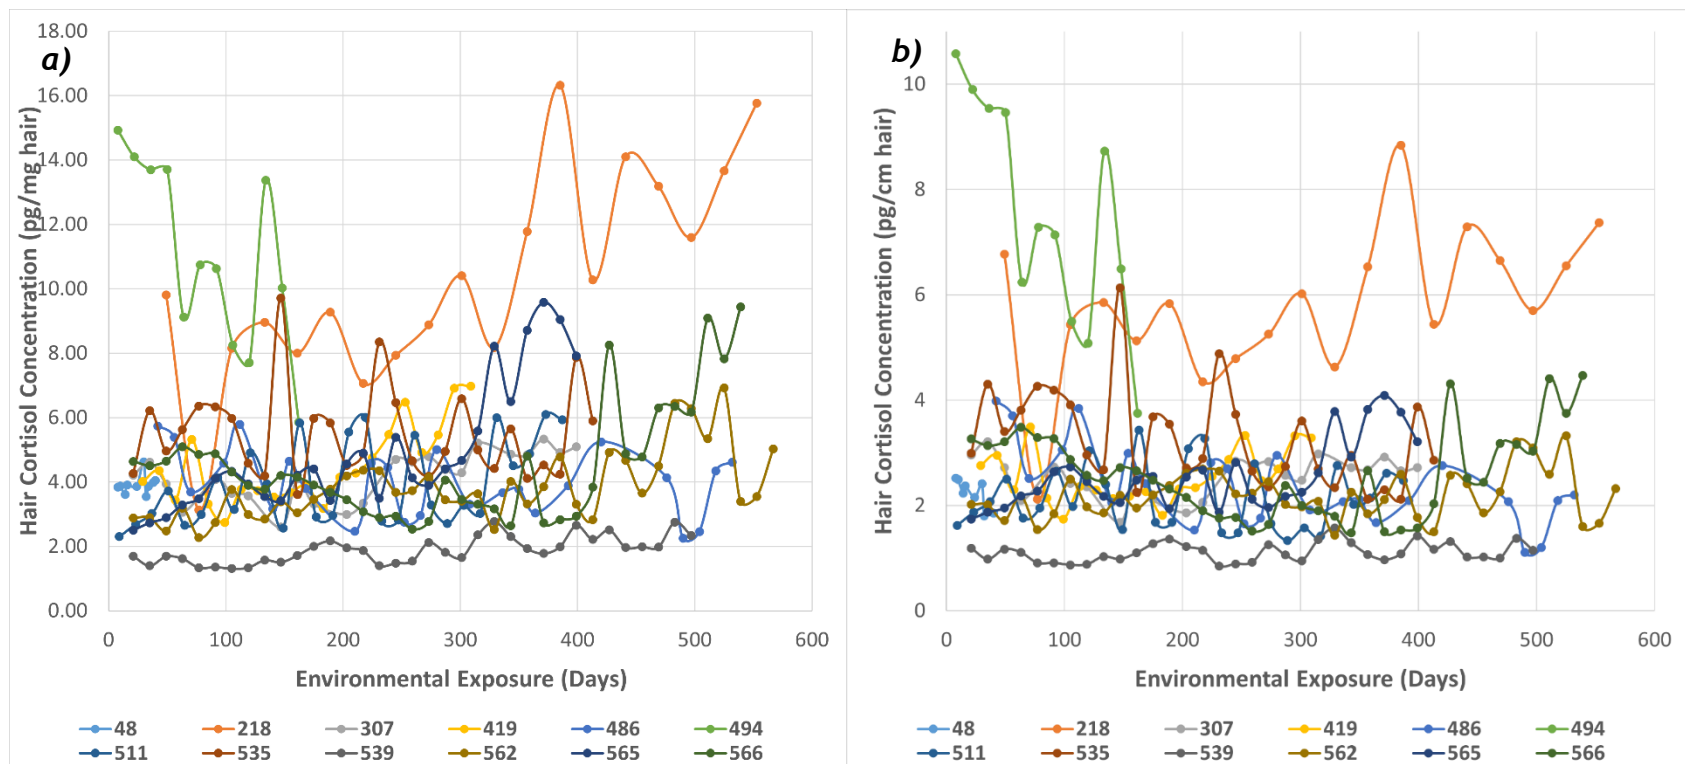 a)
Hair Cortisol Concentration (pg/mg hair)
18.00
16.00
14.00
12.00
10.00
8.00
6.00
4.00
2.00
0.00
0 100 200 300 400 500 600
Environmental Exposure (Days)
48 218 307 419 486 494
511 535 539 562 565 566
b)
Hair Cortisol Concentration (pg/cm hair)
10
8
6
4
2
0
0 100 200 300 400 500 600
Environmental Exposure (Days)
48 218 307 419 486 494
511 535 539 562 565 566